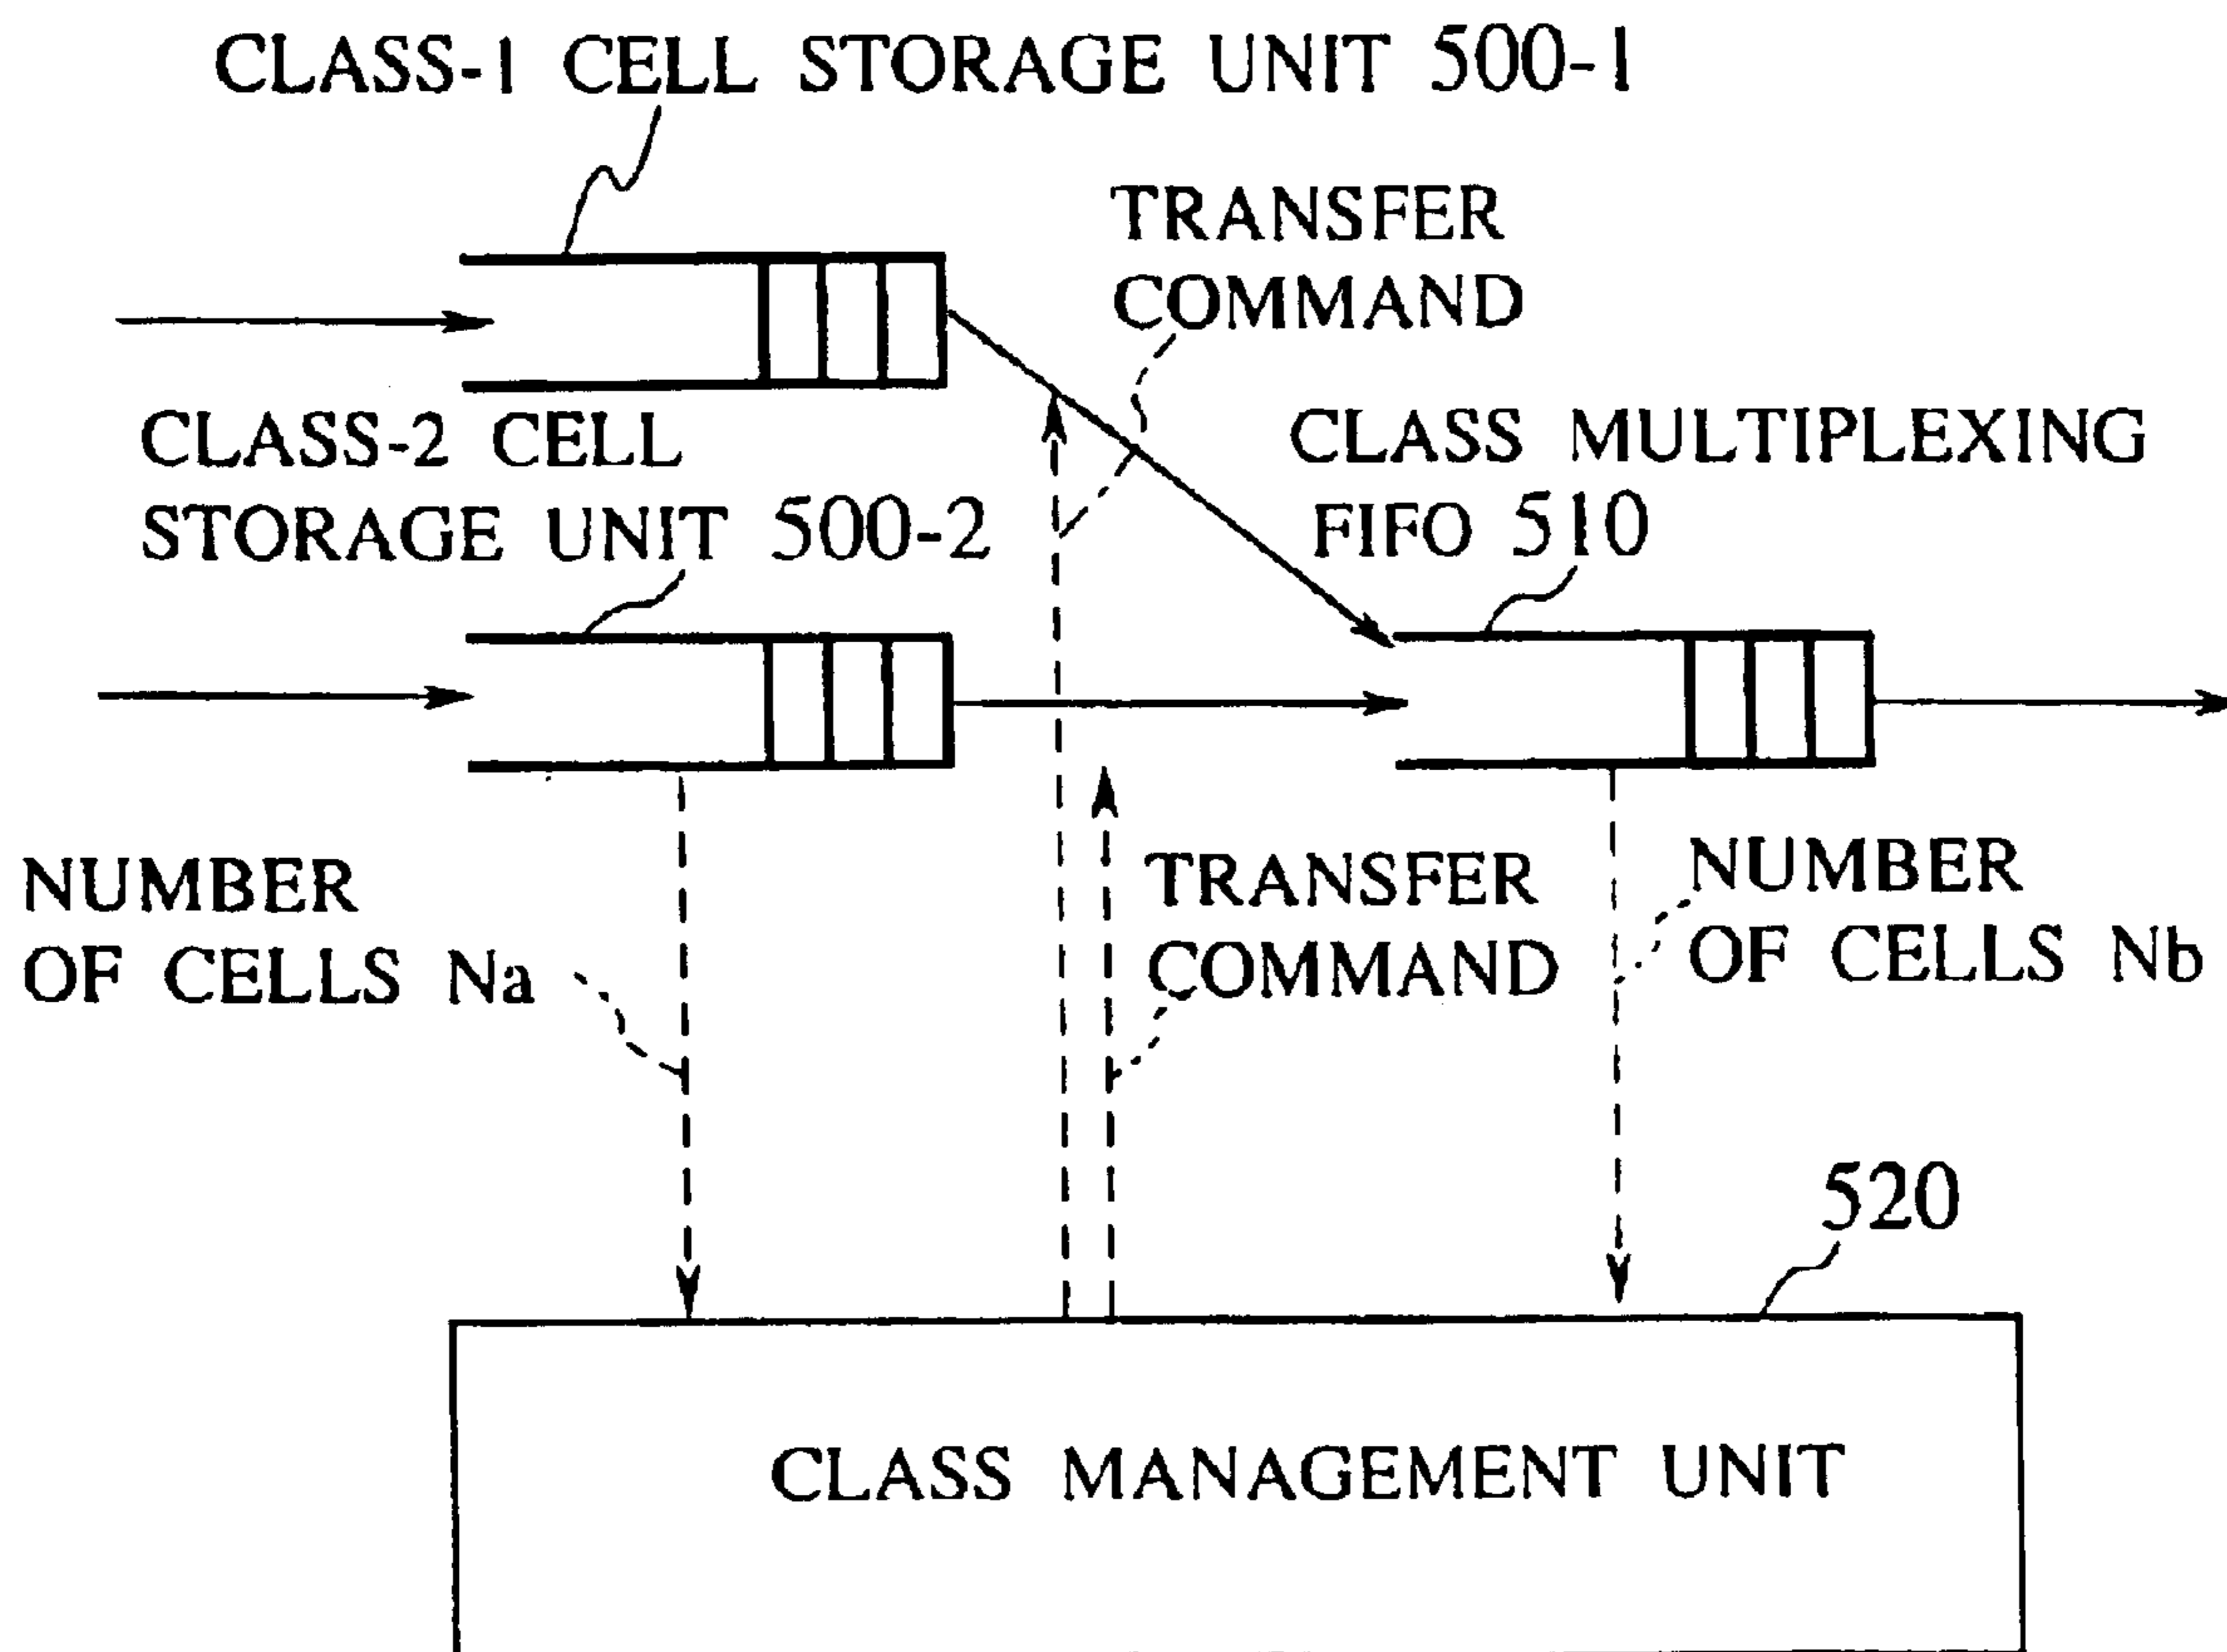 CLASS-1 CELL STORAGE UNIT 500-1
TRANSFER
COMMAND
CLASS-2 CELL
STORAGE UNIT 500-2
CLASS MULTIPLEXING
FIFO 510
NUMBER
OF CELLS Na
TRANSFER
COMMAND
NUMBER
OF CELLS Nb
520
CLASS MANAGEMENT UNIT